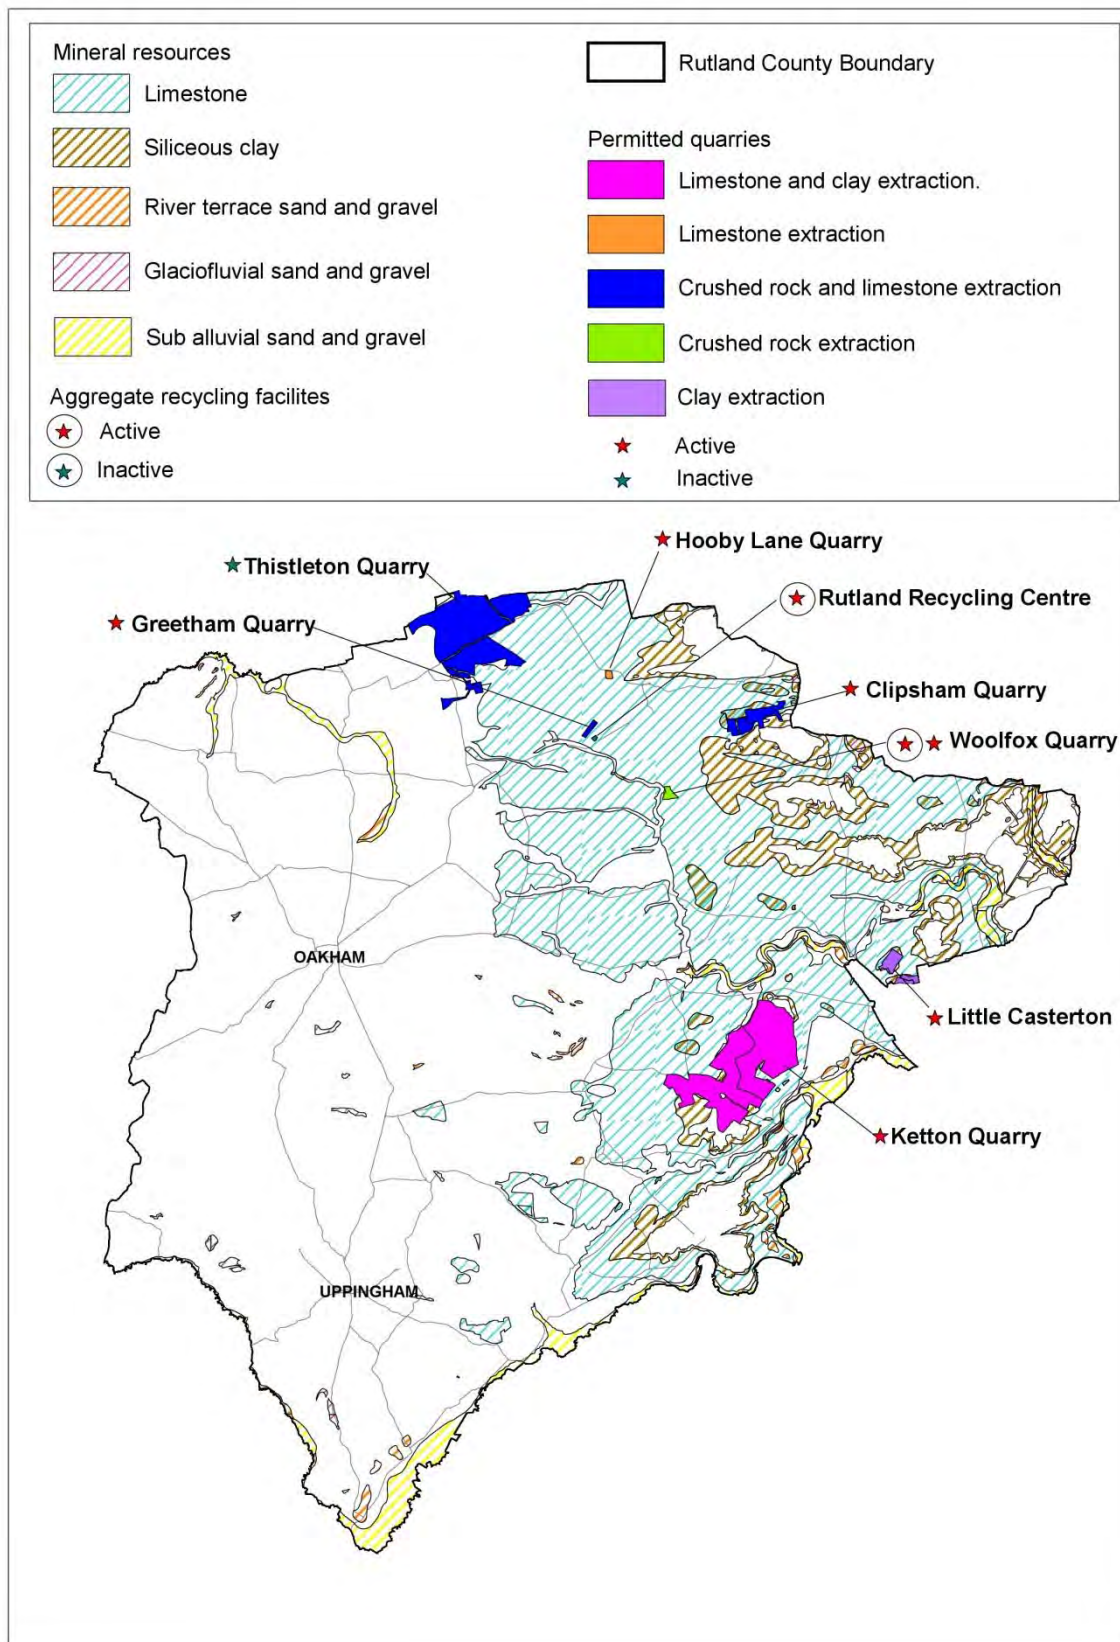 Mineral resources
Limestone
Siliceous clay
River terrace sand and gravel
Glaciofluvial sand and gravel
Sub alluvial sand and gravel
Aggregate recycling facilites
Active
Inactive
Rutland County Boundary
Permitted quarries
Limestone and clay extraction.
Limestone extraction
Crushed rock and limestone extraction
Crushed rock extraction
Clay extraction
Active
Inactive
Hooby Lane Quarry
Thistleton Quarry
Rutland Recycling Centre
Greetham Quarry
Clipsham Quarry
Woolfox Quarry
OAKHAM
Little Casterton
Ketton Quarry
UPPINGHAM